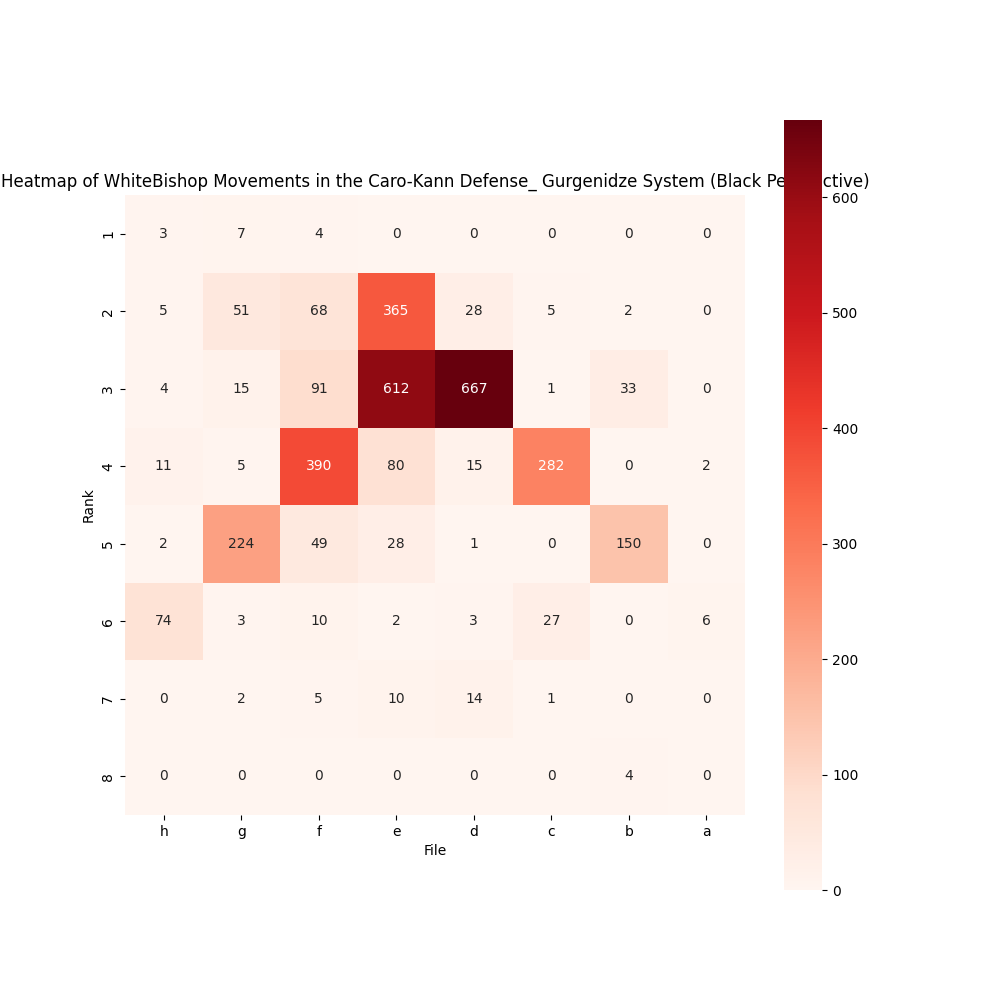 Heatmap of WhiteBishop Movements in the Caro-Kann Defense_ Gurgenidze System (Black Pe ctive)
1 3 7 4 0 0 0 0 0
2 5 51 68 365 28 5 2 0
3 4 15 91 612 667 1 33 0
4 11 5 390 80 15 282 0 2
5 2 224 49 28 1 0 150 0
6 74 3 10 2 3 27 0 6
7 0 2 5 10 14 1 0 0
8 0 0 0 0 0 0 4 0
h g f e d c b a
File
Rank
600
500
400
300
200
100
0